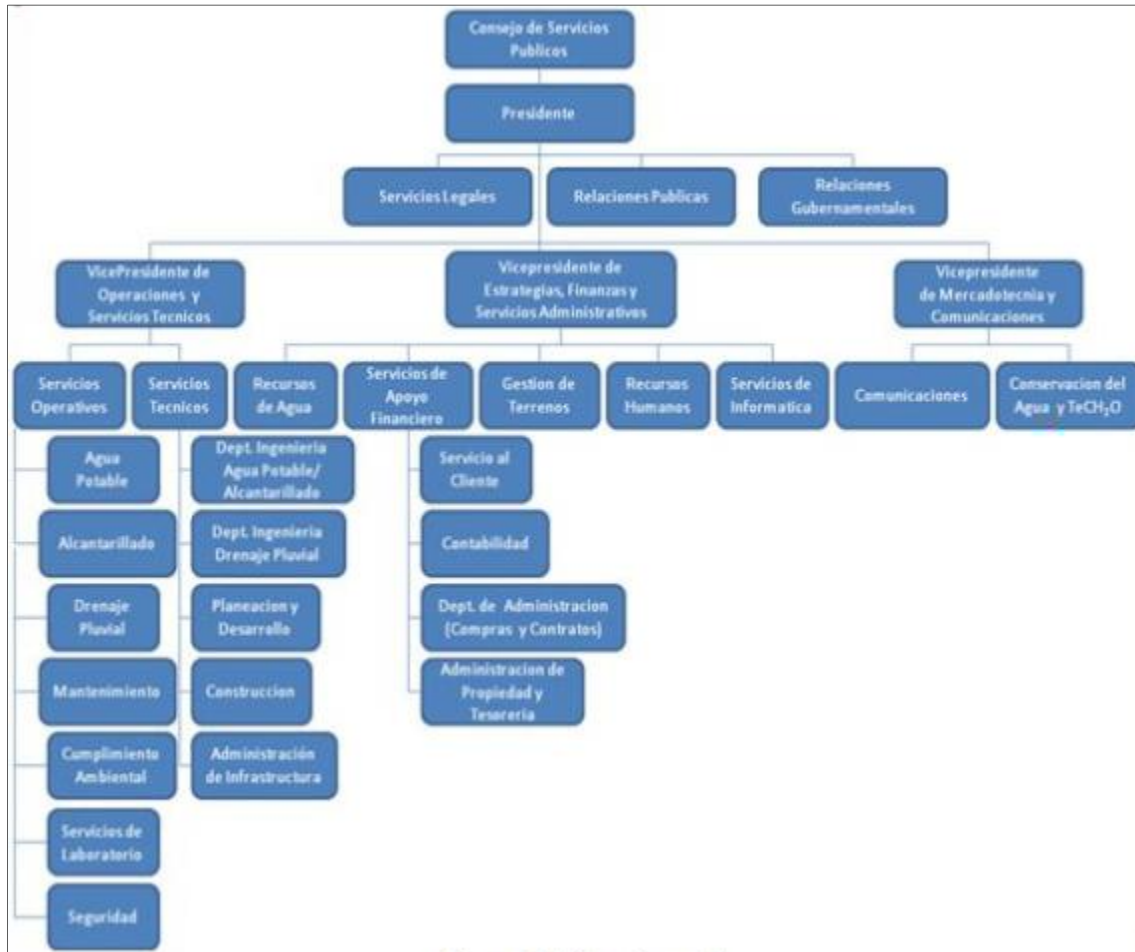 Consejo de Servicios
Publicos
Presidente
Servicios Legales
Relaciones Publicas
Relaciones
Gubernamentales
VicePresidente de
Operaciones y
Servicios Tecnicos
Vicepresidente de
Estrategias, Finanzas y
Servicios Administrativos
Vicepresidente
de Mercadotecnia y
Comunicaciones
Servicios
Operativos
Servicios
Tecnicos
Recursos
de Agua
Servicios de
Apoyo
Financiero
Gestion de
Terrenos
Recursos
Humanos
Servicios de
Informatica
Comunicaciones
Conservacion del
Agua y TeCH₂O
Agua
Potable
Alcantarillado
Drenaje
Pluvial
Mantenimiento
Cumplimiento
Ambiental
Servicios de
Laboratorio
Seguridad
Dept. Ingenieria
Agua Potable/
Alcantarillado
Dept. Ingenieria
Drenaje Pluvial
Planeacion y
Desarrollo
Construccion
Administración
de Infrastructura
Servicio al
Cliente
Contabilidad
Dept. de Administracion
(Compras y Contratos)
Administracion de
Propiedad y
Tesoreria